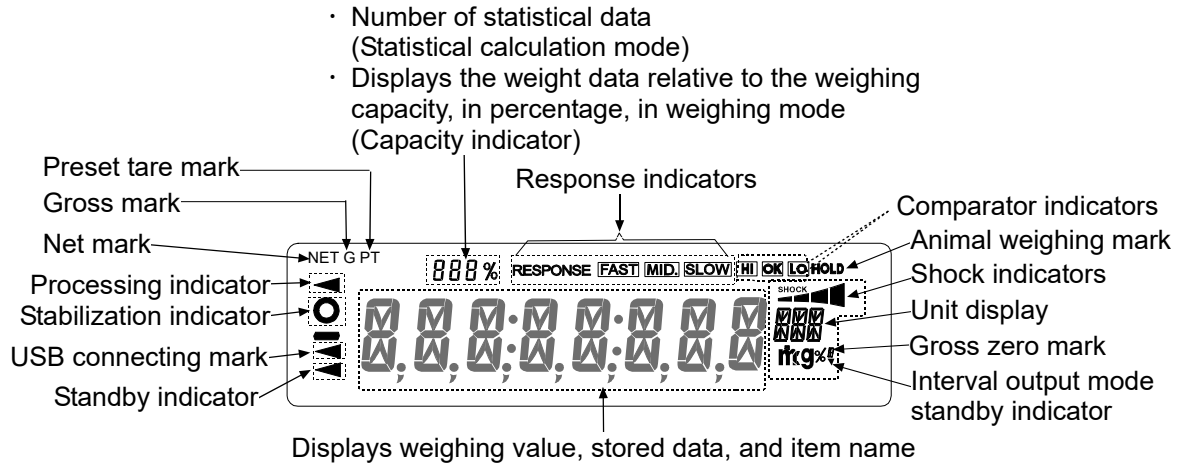 · Number of statistical data
(Statistical calculation mode)
· Displays the weight data relative to the weighing
capacity, in percentage, in weighing mode
(Capacity indicator)
Preset tare mark
Response indicators
Gross mark
Comparator indicators
Net mark
Animal weighing mark
NET G PT
%
RESPONSE FAST MID. SLOW
HI OK LO HOLD
Processing indicator
Shock indicators
SHOCK
Stabilization indicator
Unit display
USB connecting mark
Gross zero mark
Standby indicator
Interval output mode
standby indicator
Displays weighing value, stored data, and item name